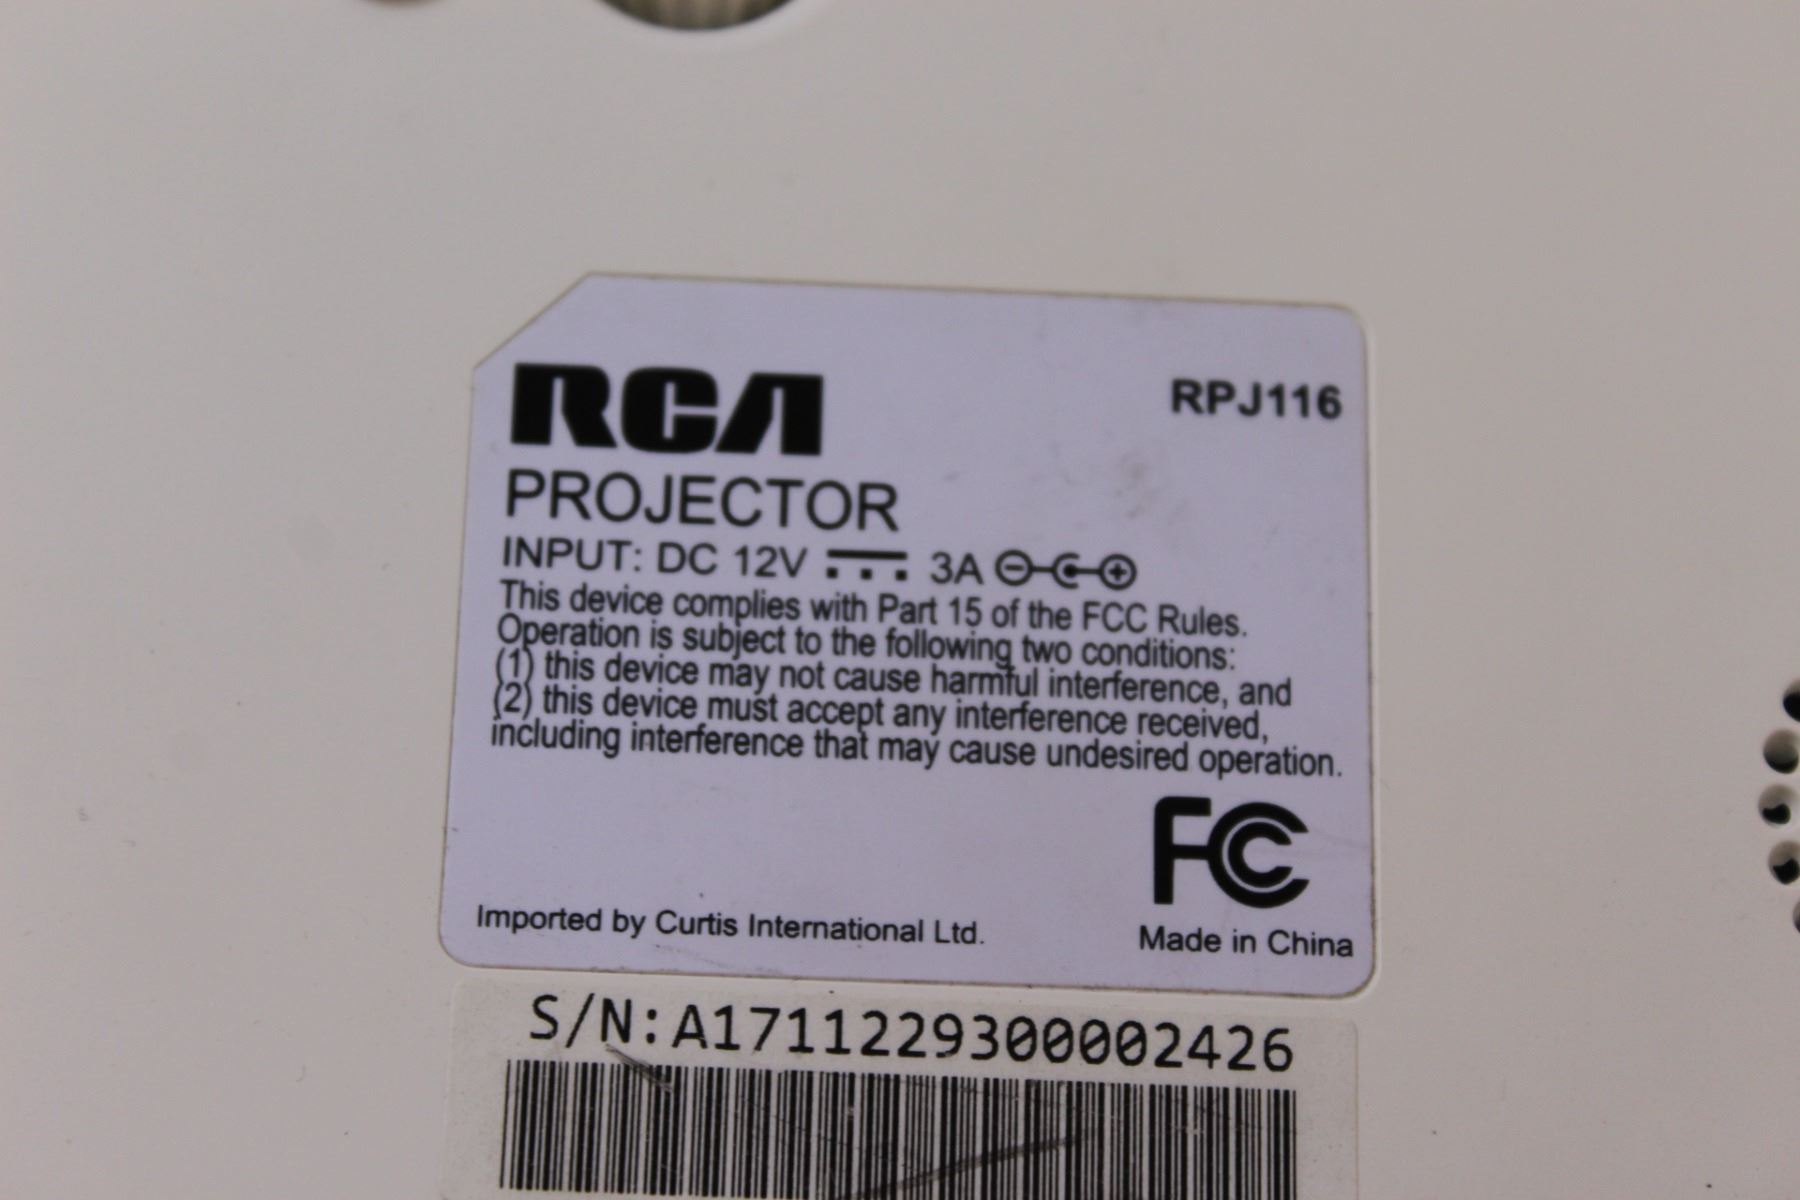 RCA
RPJ116
PROJECTOR
INPUT: DC 12V 3A
This device complies with Part 15 of the FCC Rules.
Operation is subject to the following two conditions:
(1) this device may not cause harmful interference, and
(2) this device must accept any interference received,
including interference that may cause undesired operation.
FC
Imported by Curtis International Ltd.
Made in China
S/N:A1711229300002426